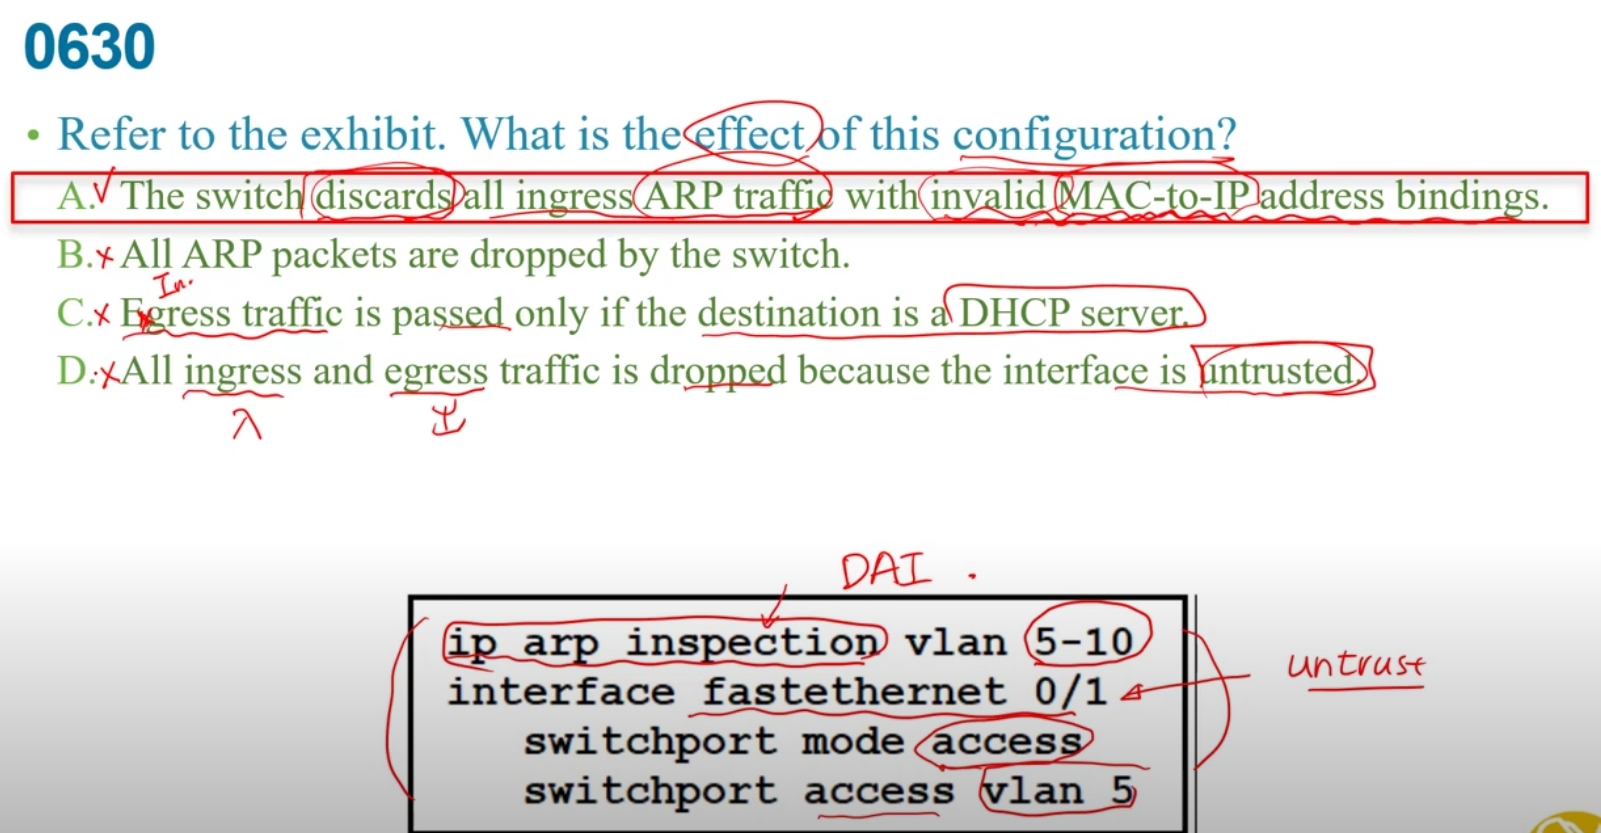 0630
• Refer to the exhibit. What is the effect of this configuration?
A.✓ The switch discards all ingress ARP traffic with invalid MAC-to-IP address bindings.
B.× All ARP packets are dropped by the switch.
In.
C.× Egress traffic is passed only if the destination is a DHCP server.
D.× All ingress and egress traffic is dropped because the interface is untrusted.
入 出
DAI .
ip arp inspection vlan 5-10
interface fastethernet 0/1
untrust
switchport mode access
switchport access vlan 5